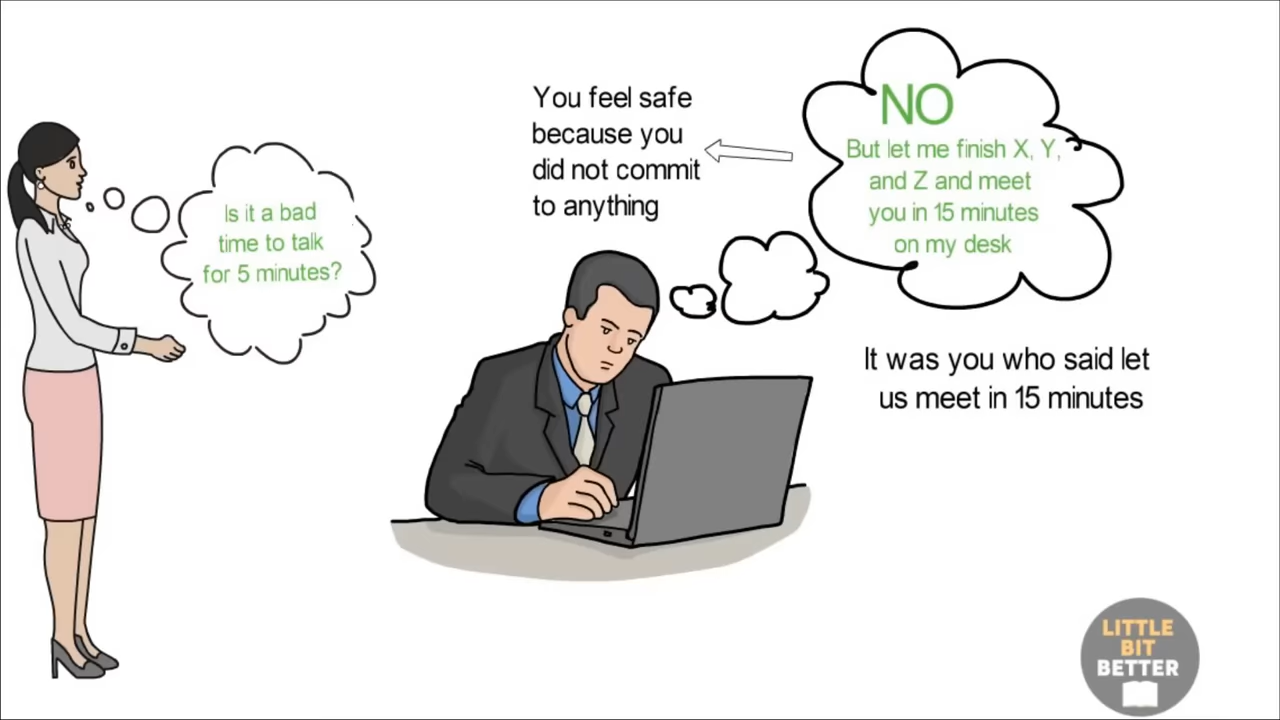 Is it a bad
time to talk
for 5 minutes?
You feel safe
because you
did not commit
to anything
NO
But let me finish X, Y,
and Z and meet
you in 15 minutes
on my desk
It was you who said let
us meet in 15 minutes
LITTLE
BIT
BETTER